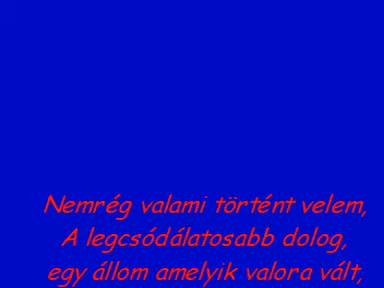 Nemrég valami történt velem,
A legcsódálatosabb dolog,
egy állom amelyik valora vált,